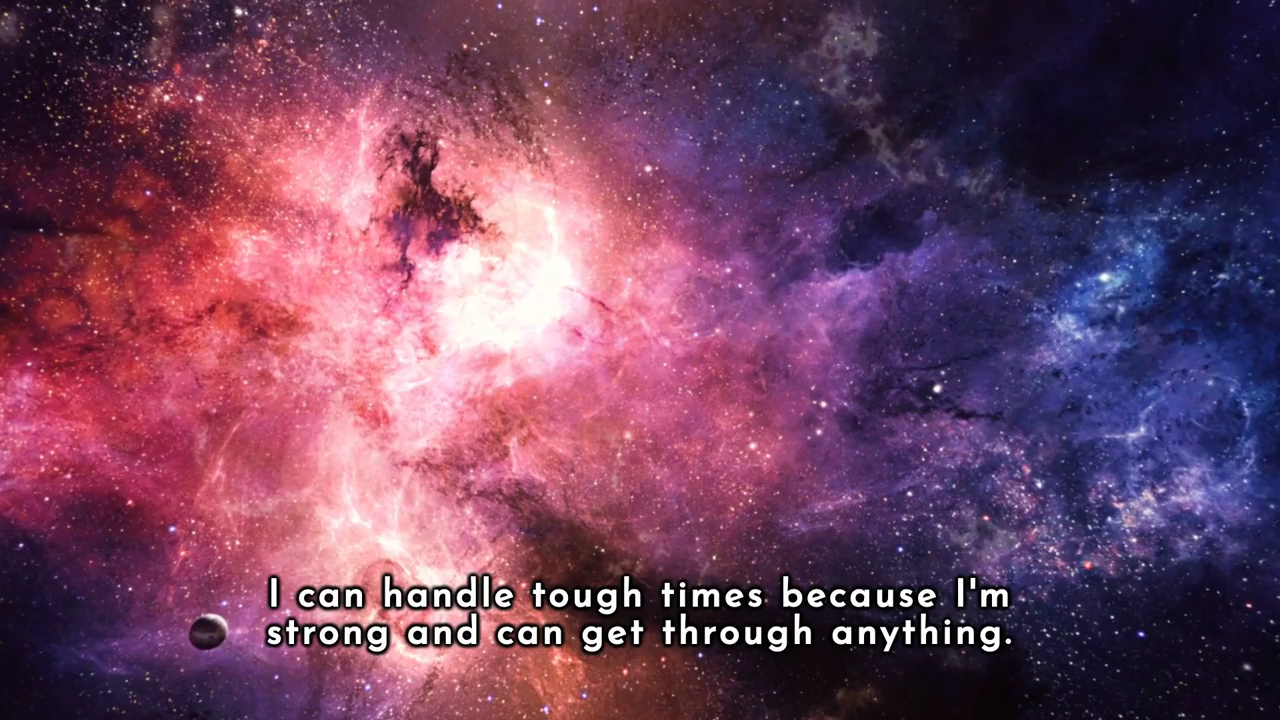 I can handle tough times because I'm
strong and can get through anything.